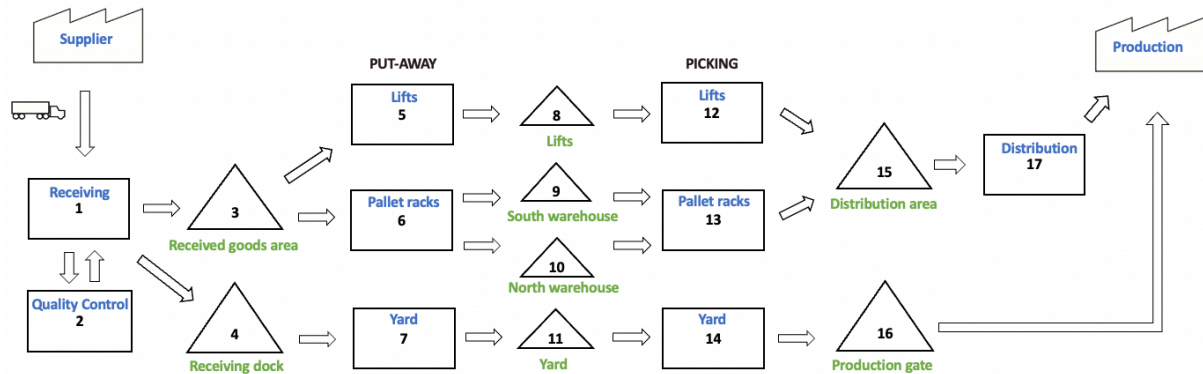 Supplier
Production
PUT-AWAY
PICKING
Lifts
5
8
Lifts
Lifts
12
Receiving
1
3
Received goods area
Pallet racks
6
9
South warehouse
10
North warehouse
Pallet racks
13
15
Distribution area
Distribution
17
Quality Control
2
4
Receiving dock
Yard
7
11
Yard
Yard
14
16
Production gate